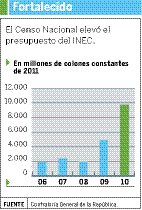 Fortalecido
El Censo Nacional elevó el
presupuesto del INEC.
En millones de colones constantes
de 2011
12.000
10.000
8.000
6.000
4.000
2.000
0
06 07 08 09 10
FUENTE Contraloría General de la República.